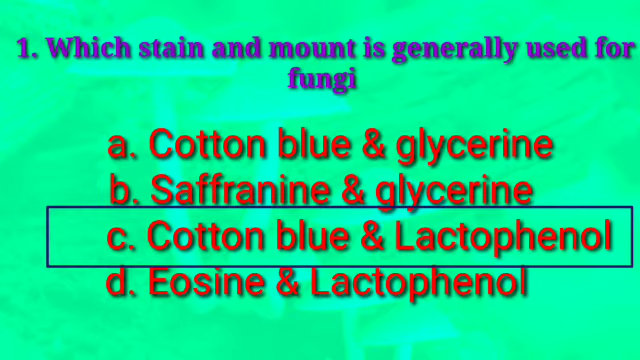 1. Which stain and mount is generally used for
fungi
a. Cotton blue & glycerine
b. Saffranine & glycerine
c. Cotton blue & Lactophenol
d. Eosine & Lactophenol